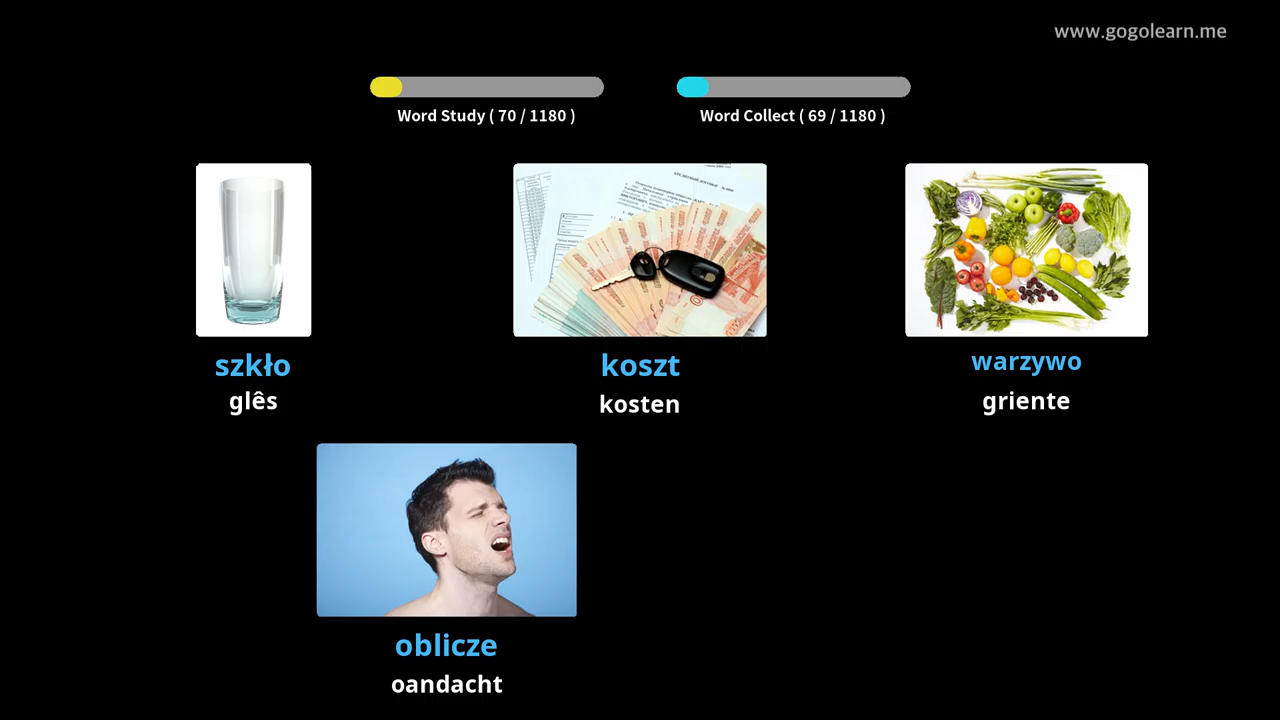 www.gogolearn.me
Word Study ( 70 / 1180 )
Word Collect ( 69 / 1180 )
szkło
glês
koszt
kosten
warzywo
griente
oblicze
oandacht